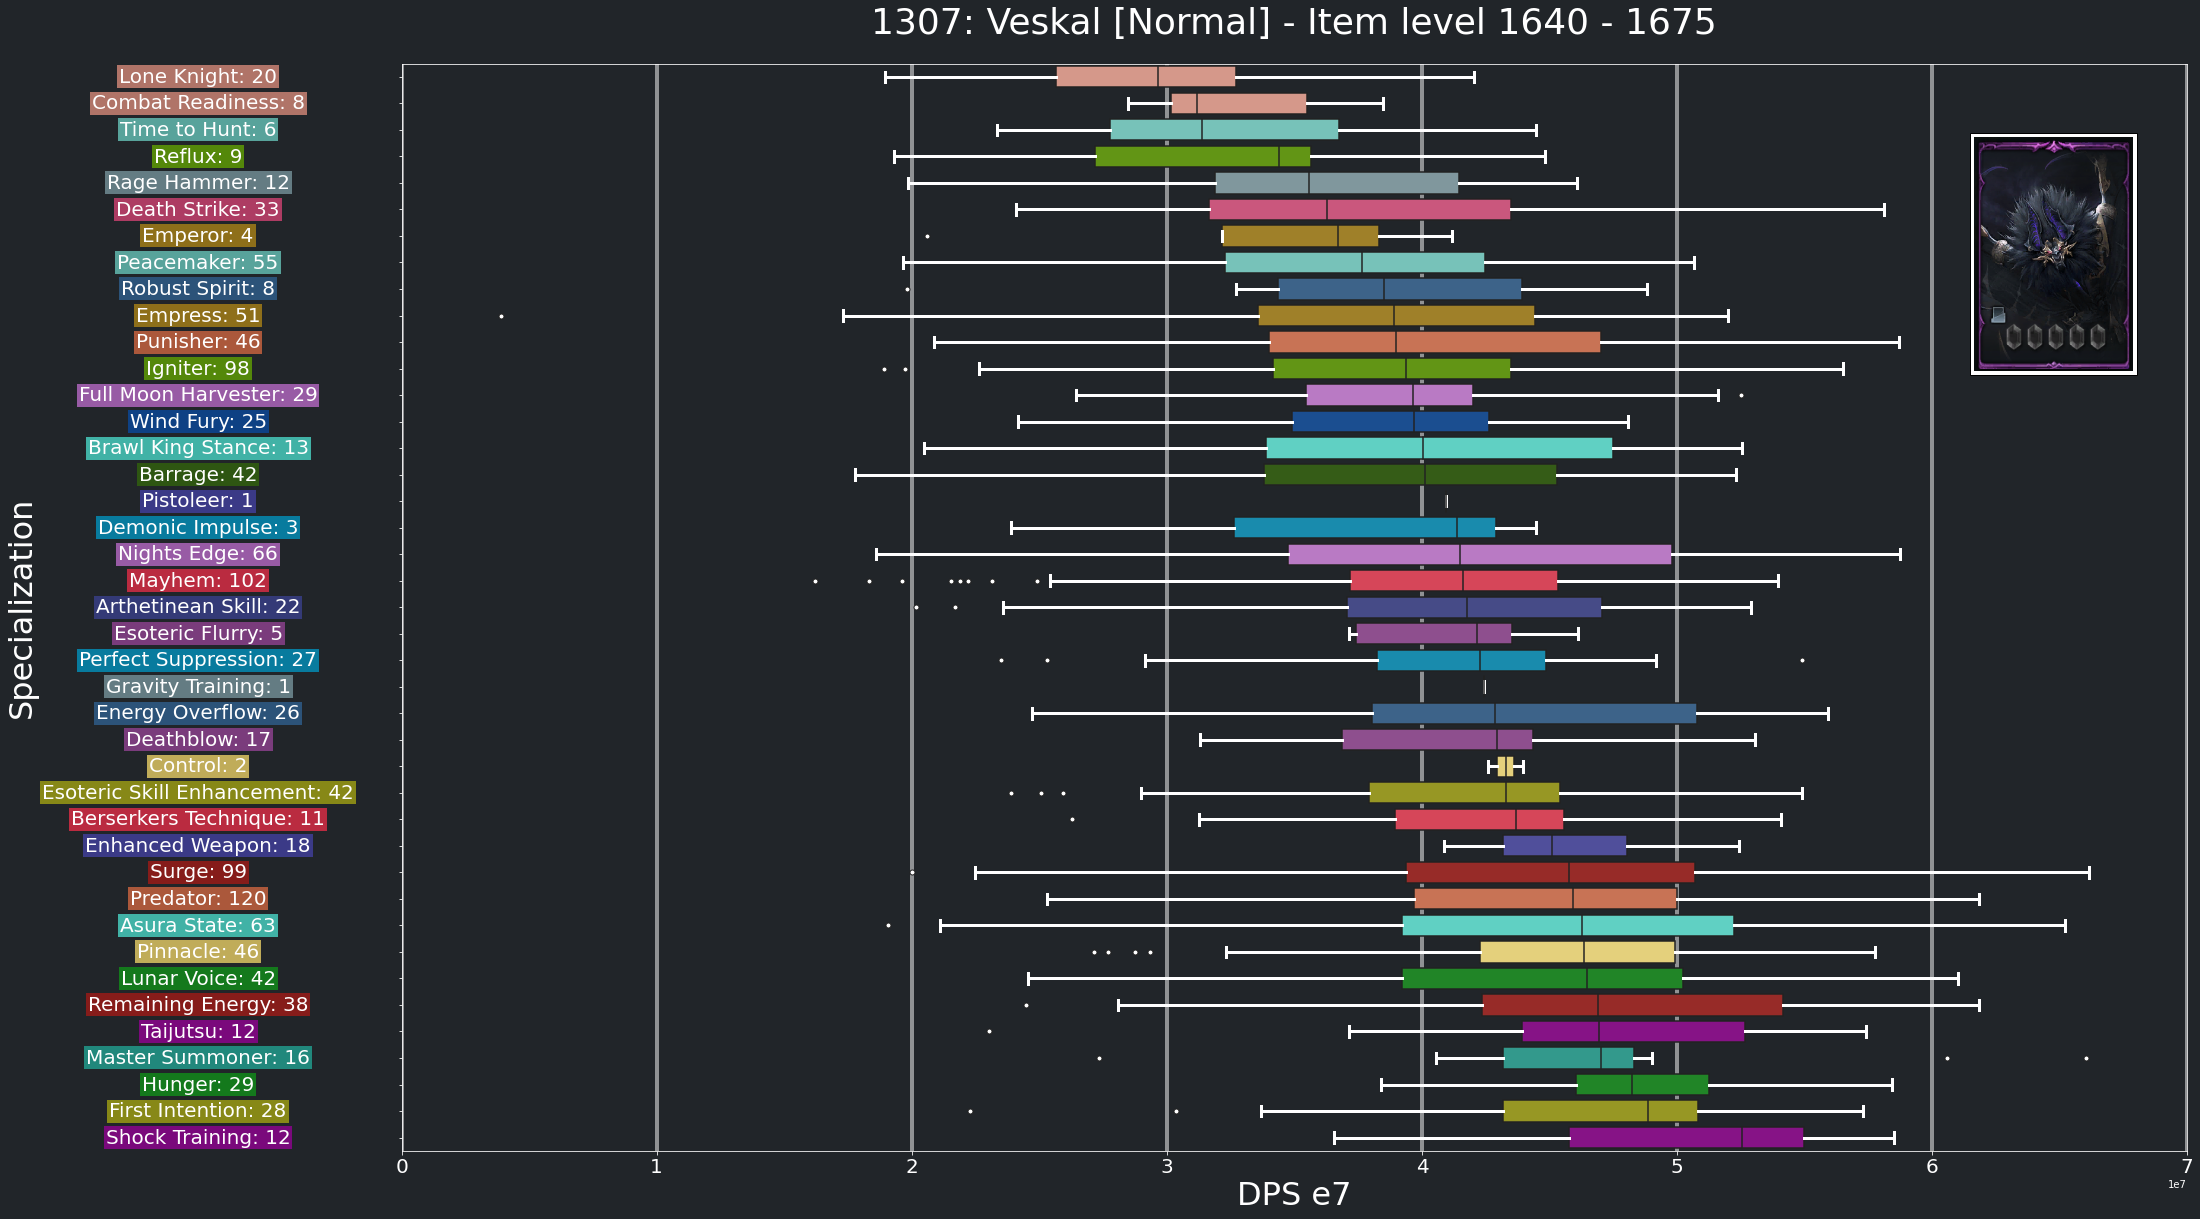 1307: Veskal [Normal] - Item level 1640 - 1675
Specialization
Lone Knight: 20
Combat Readiness: 8
Time to Hunt: 6
Reflux: 9
Rage Hammer: 12
Death Strike: 33
Emperor: 4
Peacemaker: 55
Robust Spirit: 8
Empress: 51
Punisher: 46
Igniter: 98
Full Moon Harvester: 29
Wind Fury: 25
Brawl King Stance: 13
Barrage: 42
Pistoleer: 1
Demonic Impulse: 3
Nights Edge: 66
Mayhem: 102
Arthetinean Skill: 22
Esoteric Flurry: 5
Perfect Suppression: 27
Gravity Training: 1
Energy Overflow: 26
Deathblow: 17
Control: 2
Esoteric Skill Enhancement: 42
Berserkers Technique: 11
Enhanced Weapon: 18
Surge: 99
Predator: 120
Asura State: 63
Pinnacle: 46
Lunar Voice: 42
Remaining Energy: 38
Taijutsu: 12
Master Summoner: 16
Hunger: 29
First Intention: 28
Shock Training: 12
0 1 2 3 4 5 6 7
1e7
DPS e7